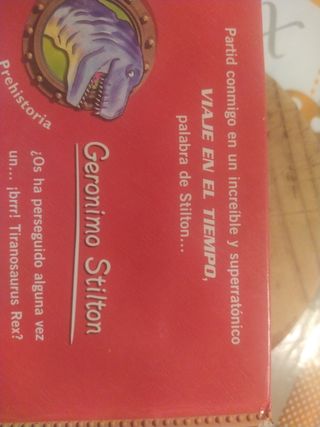 Partid conmigo en un increíble y superratónico
VIAJE EN EL TIEMPO,
palabra de Stilton...
Geronimo Stilton
Prehistoria
¿Os ha perseguido alguna vez
un... ¡brrr! Tiranosaurus Rex?